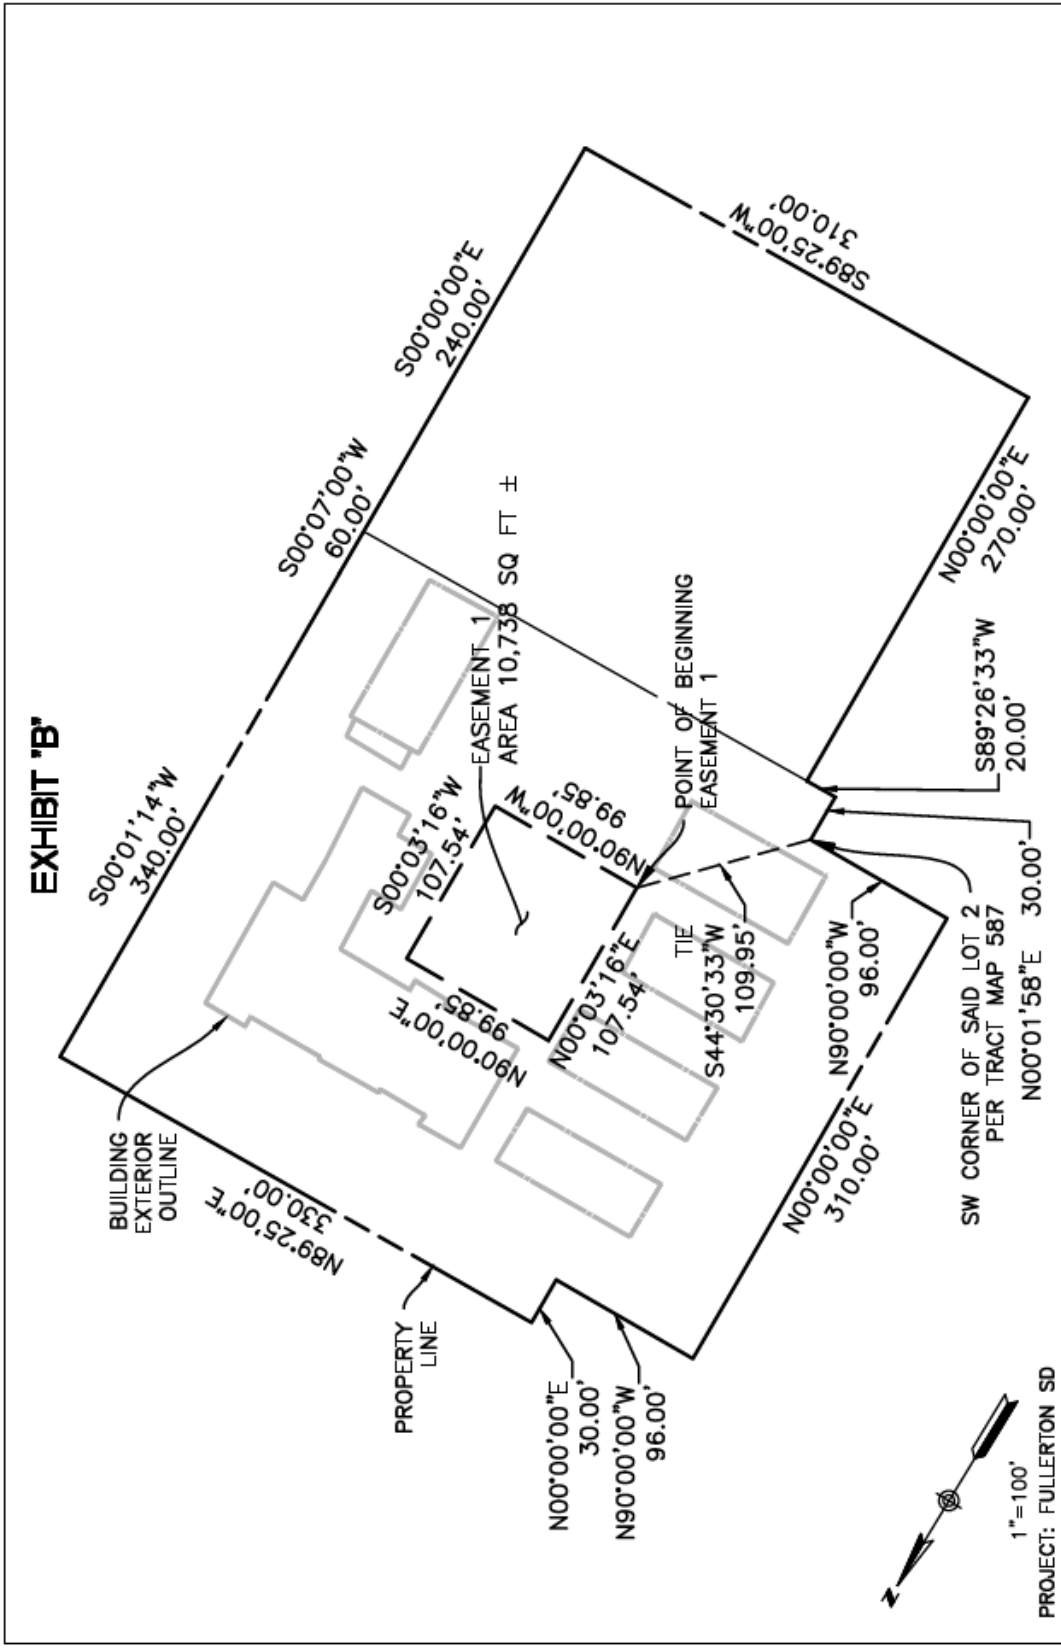 EXHIBIT "B"
S00°01'14"W
340.00'
S00°07'00"W
60.00'
S00°00'00"E
240.00'
S89°25'00"W
310.00'
N00°00'00"E
270.00'
S89°26'33"W
20.00'
N00°01'58"E 30.00'
SW CORNER OF SAID LOT 2
PER TRACT MAP 587
N90°00'00"W
96.00'
N00°00'00"E
310.00'
N90°00'00"W
96.00'
N00°00'00"E
30.00'
PROPERTY
LINE
N89°25'00"E
330.00'
BUILDING
EXTERIOR
OUTLINE
EASEMENT 1
AREA 10,738 SQ FT ±
S00°03'16"W
107.54'
N90°00'00"W
99.85'
N90°00'00"E
99.85'
N00°03'16"E
107.54'
POINT OF BEGINNING
EASEMENT 1
TIE
S44°30'33"W
109.95'
N
1"=100'
PROJECT: FULLERTON SD